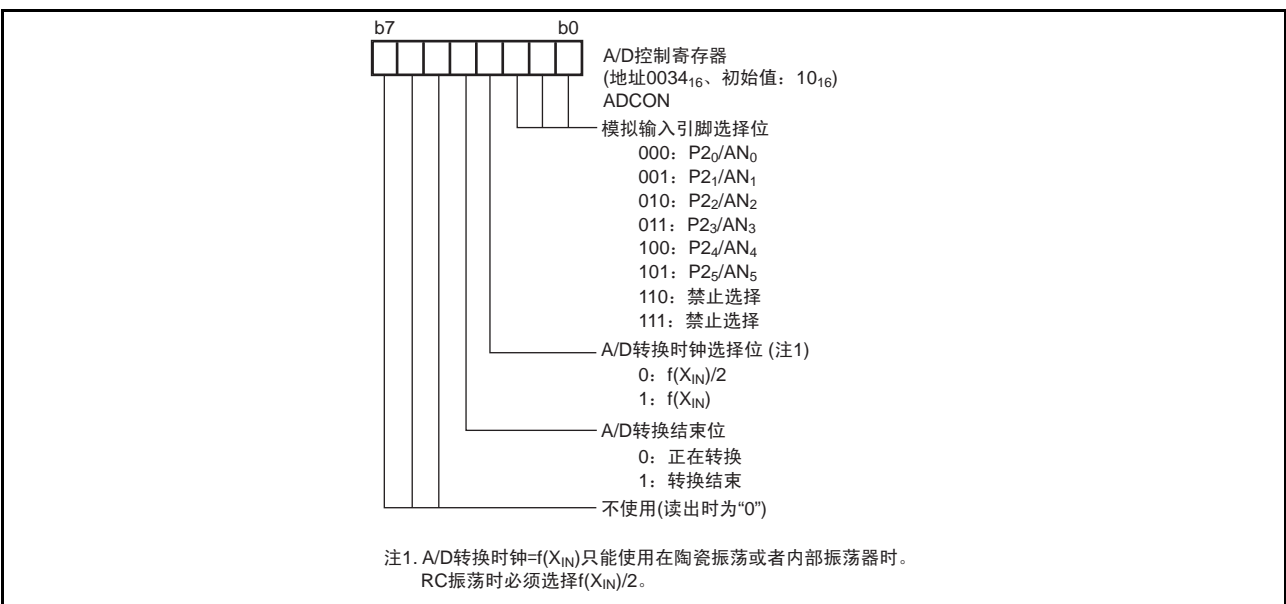 b7 b0
A/D控制寄存器
(地址0034₁₆、初始值：10₁₆)
ADCON
模拟输入引脚选择位
000：P2₀/AN₀
001：P2₁/AN₁
010：P2₂/AN₂
011：P2₃/AN₃
100：P2₄/AN₄
101：P2₅/AN₅
110：禁止选择
111：禁止选择
A/D转换时钟选择位 (注1)
0：f(X_IN)/2
1：f(X_IN)
A/D转换结束位
0：正在转换
1：转换结束
不使用(读出时为“0”)
注1. A/D转换时钟=f(X_IN)只能使用在陶瓷振荡或者内部振荡器时。
RC振荡时必须选择f(X_IN)/2。